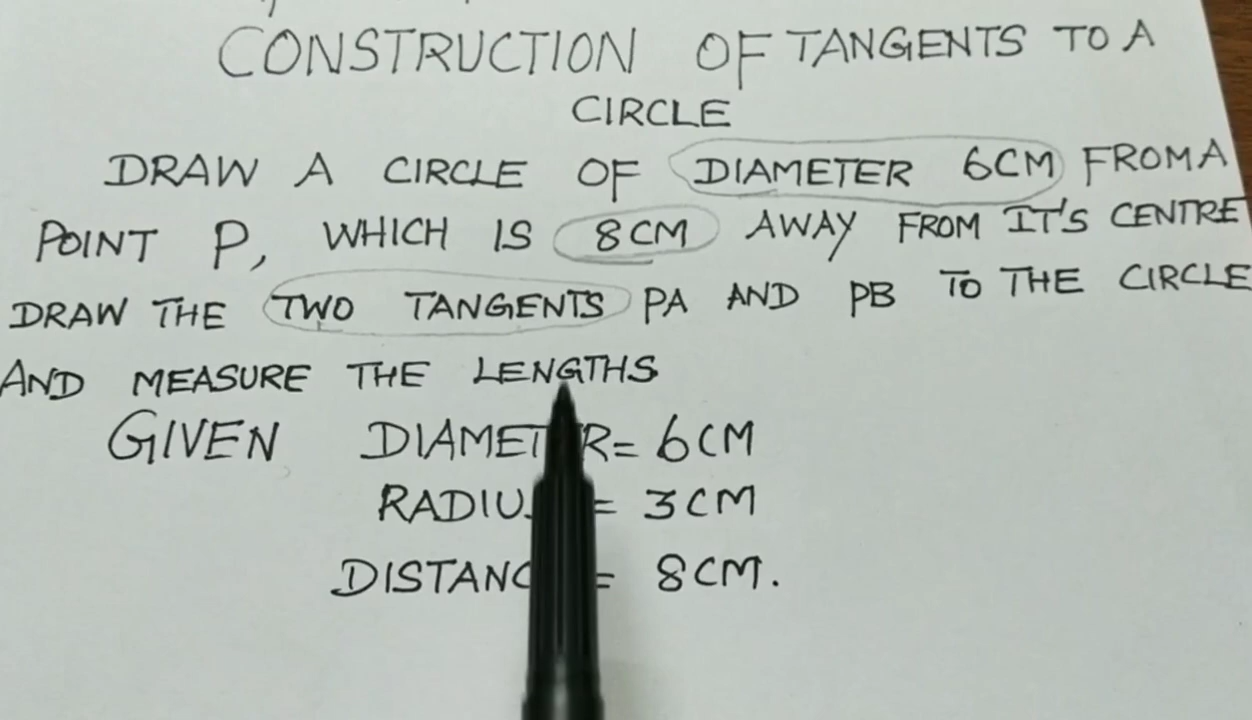 CONSTRUCTION OF TANGENTS TO A
CIRCLE
DRAW A CIRCLE OF DIAMETER 6CM FROM A
POINT P, WHICH IS 8CM AWAY FROM IT'S CENTRE
DRAW THE TWO TANGENTS PA AND PB TO THE CIRCLE
AND MEASURE THE LENGTHS
GIVEN = 6CM
= 3CM
= 8CM.